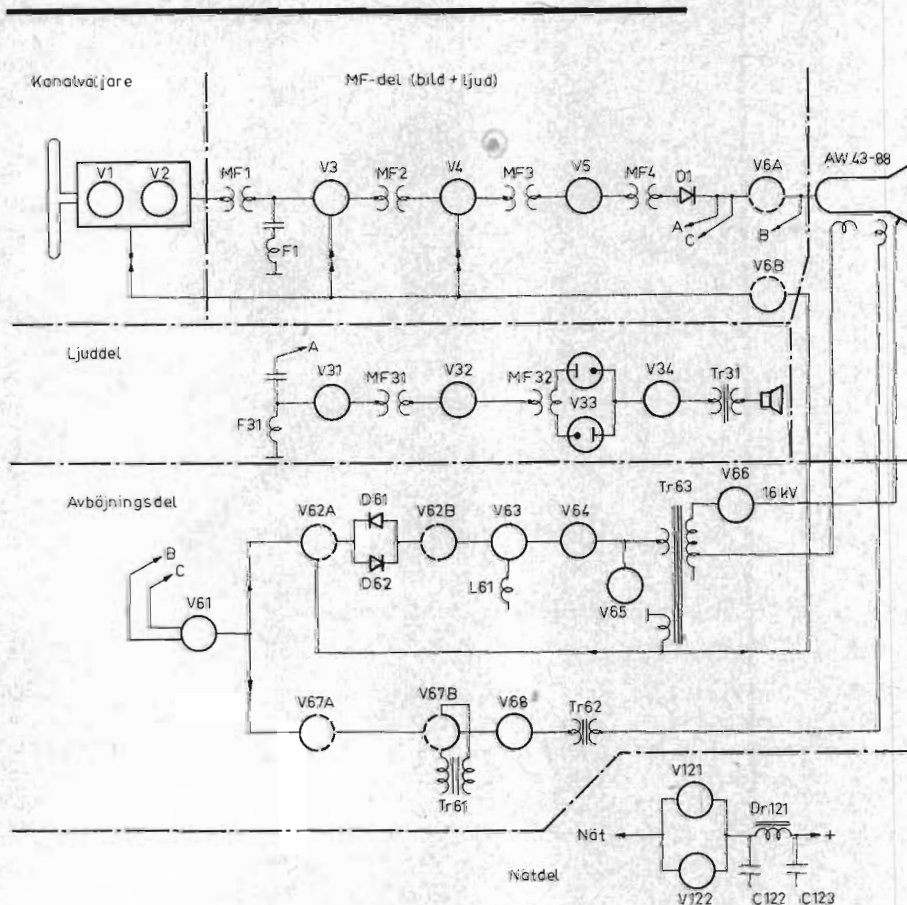 Kanalväljare
MF-del (bild + ljud)
V1
V2
MF1
V3
MF2
V4
MF3
V5
MF4
D1
V6A
AW 43-88
F1
A
C
B
V6B
Ljuddel
A
V31
MF31
V32
MF32
V33
V34
Tr31
F31
Avböjningsdel
V62A
D61
D62
V62B
V63
V64
Tr63
V66
16 kV
B
C
V61
L61
V65
V67A
V67B
V68
Tr62
Tr61
V121
Dr121
Nät
+
V122
C122
C123
Nätdel